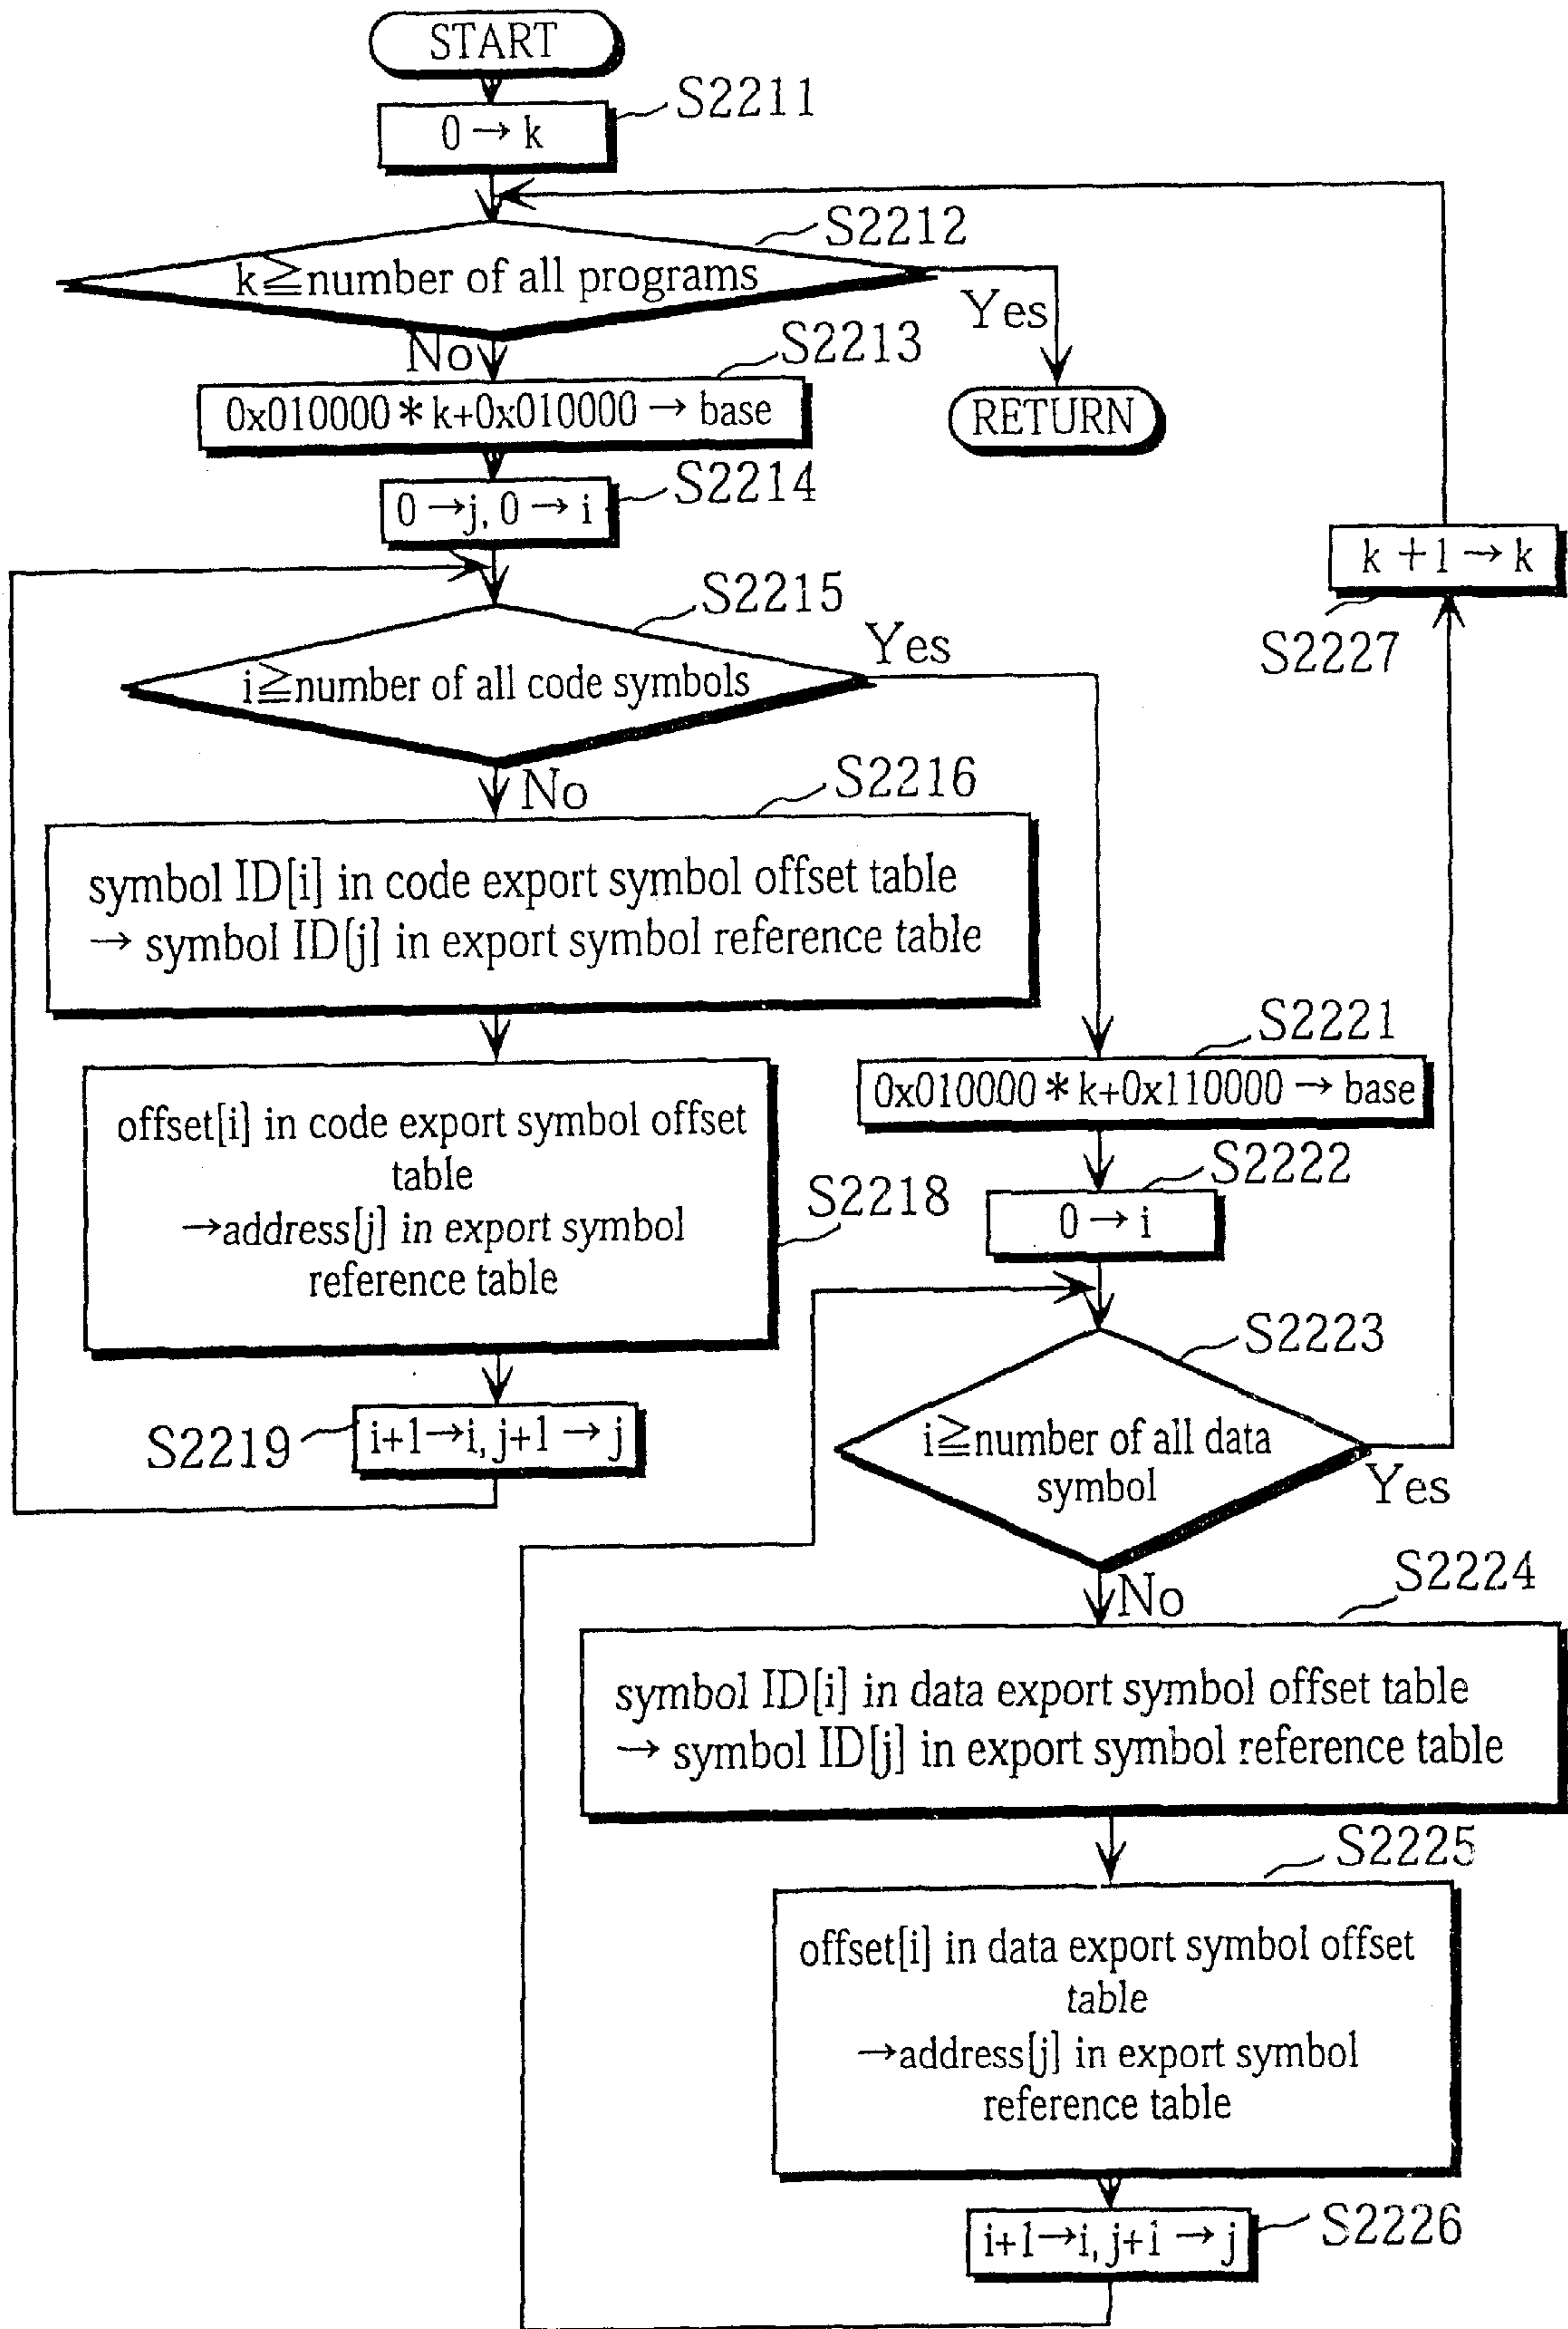 START
S2211
0 → k
S2212
k≧number of all programs
Yes
No
S2213
0x010000 * k+0x010000 → base
RETURN
S2214
0 → j, 0 → i
k + 1 → k
S2227
S2215
Yes
i≧number of all code symbols
No
S2216
symbol ID[i] in code export symbol offset table
→ symbol ID[j] in export symbol reference table
offset[i] in code export symbol offset
table
→address[j] in export symbol
reference table
S2218
S2219
i+1→i, j+1 → j
S2221
0x010000 * k+0x110000 → base
S2222
0 → i
S2223
i≧number of all data
symbol
Yes
No
S2224
symbol ID[i] in data export symbol offset table
→ symbol ID[j] in export symbol reference table
S2225
offset[i] in data export symbol offset
table
→address[j] in export symbol
reference table
i+1→i, j+1 → j
S2226